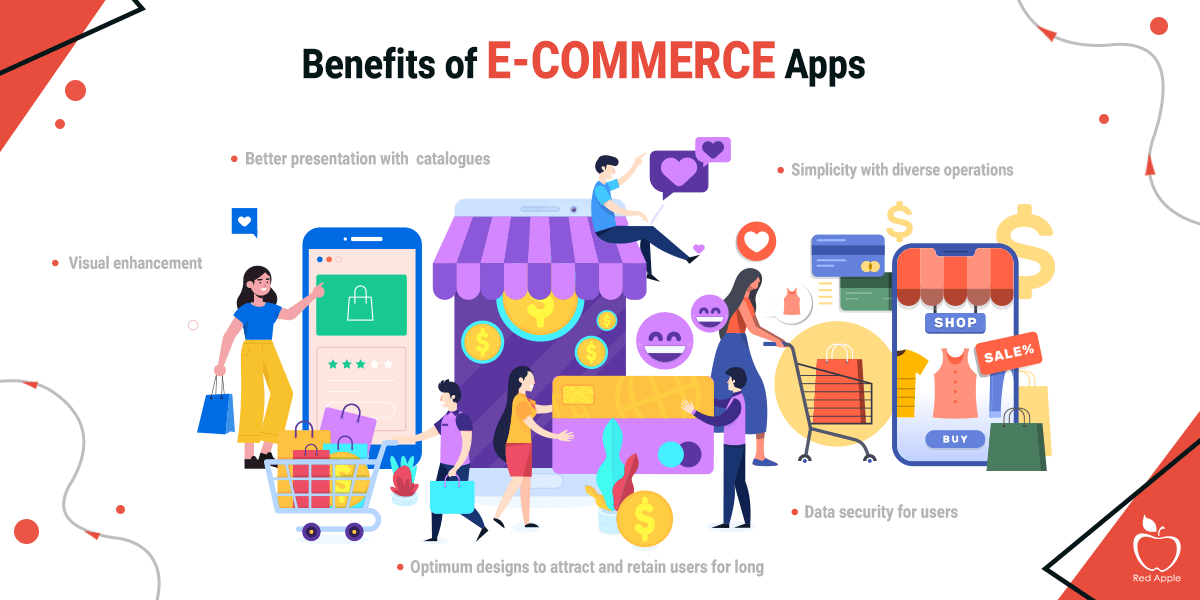 Benefits of E-COMMERCE Apps
Better presentation with catalogues
Simplicity with diverse operations
Visual enhancement
SHOP
SALE%
BUY
Data security for users
Optimum designs to attract and retain users for long
Red Apple